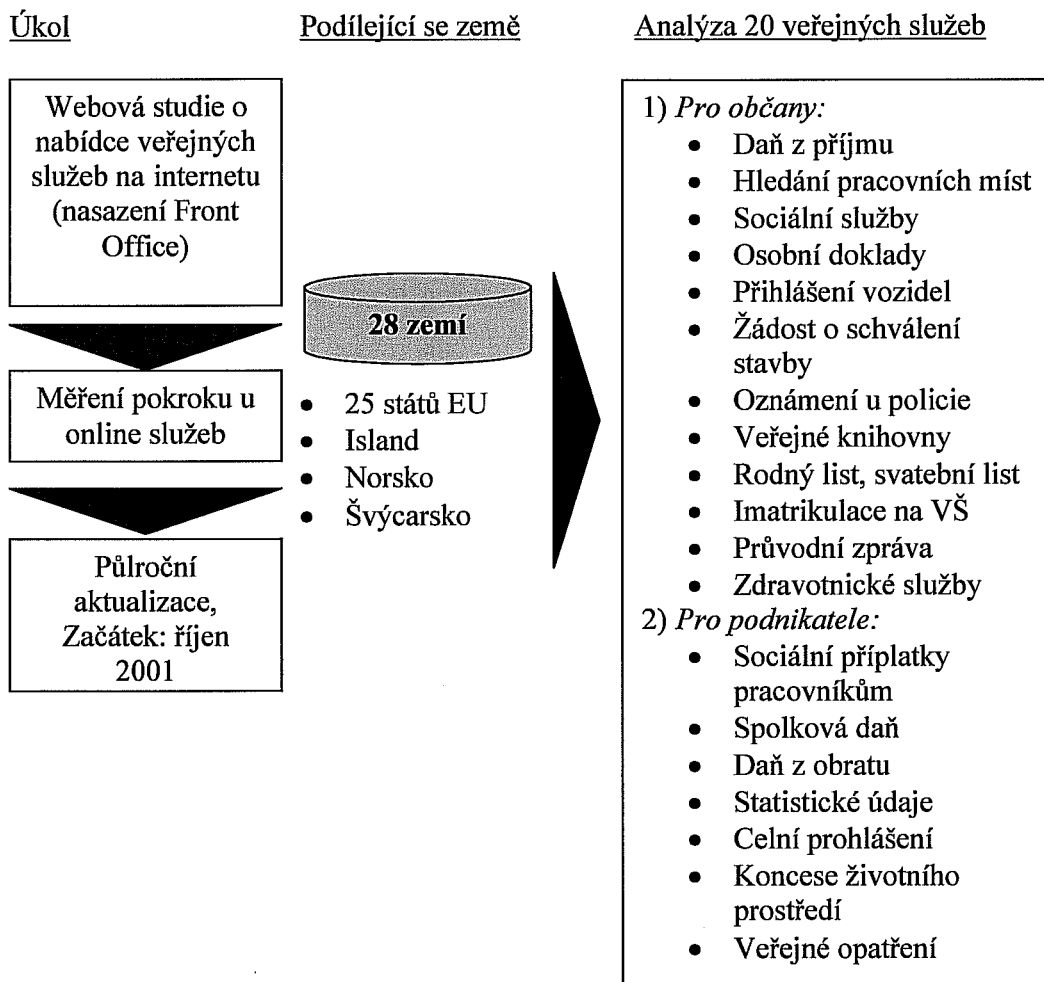 Úkol
Webová studie o
nabídce veřejných
služeb na internetu
(nasazení Front
Office)
Měření pokroku u
online služeb
Půlroční
aktualizace,
Začátek: říjen
2001
Podílející se země
28 zemí
• 25 států EU
• Island
• Norsko
• Švýcarsko
Analýza 20 veřejných služeb
1) Pro občany:
• Daň z příjmu
• Hledání pracovních míst
• Sociální služby
• Osobní doklady
• Přihlášení vozidel
• Žádost o schválení
stavby
• Oznámení u policie
• Veřejné knihovny
• Rodný list, svatební list
• Imatrikulace na VŠ
• Průvodní zpráva
• Zdravotnické služby
2) Pro podnikatele:
• Sociální příplatky
pracovníkům
• Spolková daň
• Daň z obratu
• Statistické údaje
• Celní prohlášení
• Koncese životního
prostředí
• Veřejné opatření